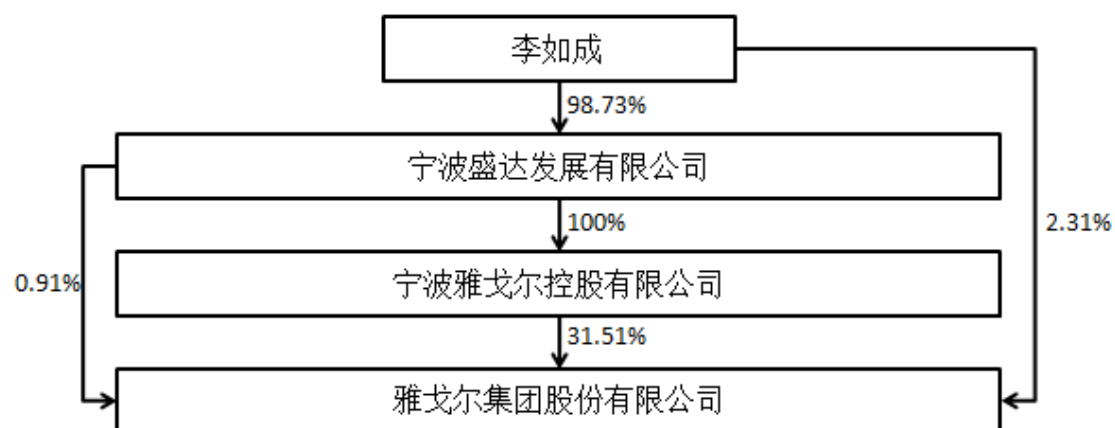 李如成
98.73%
宁波盛达发展有限公司
100%
2.31%
0.91%
宁波雅戈尔控股有限公司
31.51%
雅戈尔集团股份有限公司